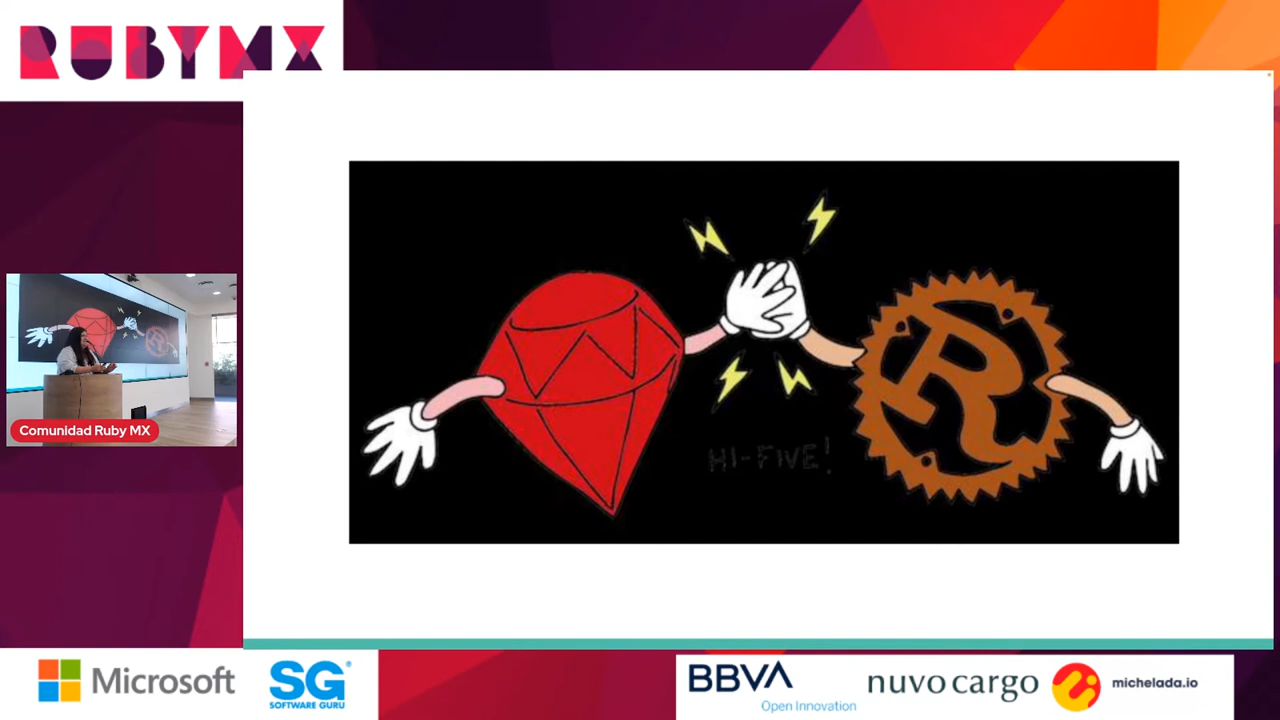 RUBYMX
HI-FIVE!
R
Comunidad Ruby MX
Microsoft
SG
SOFTWARE GURU
BBVA
Open Innovation
nuvo cargo
michelada.io